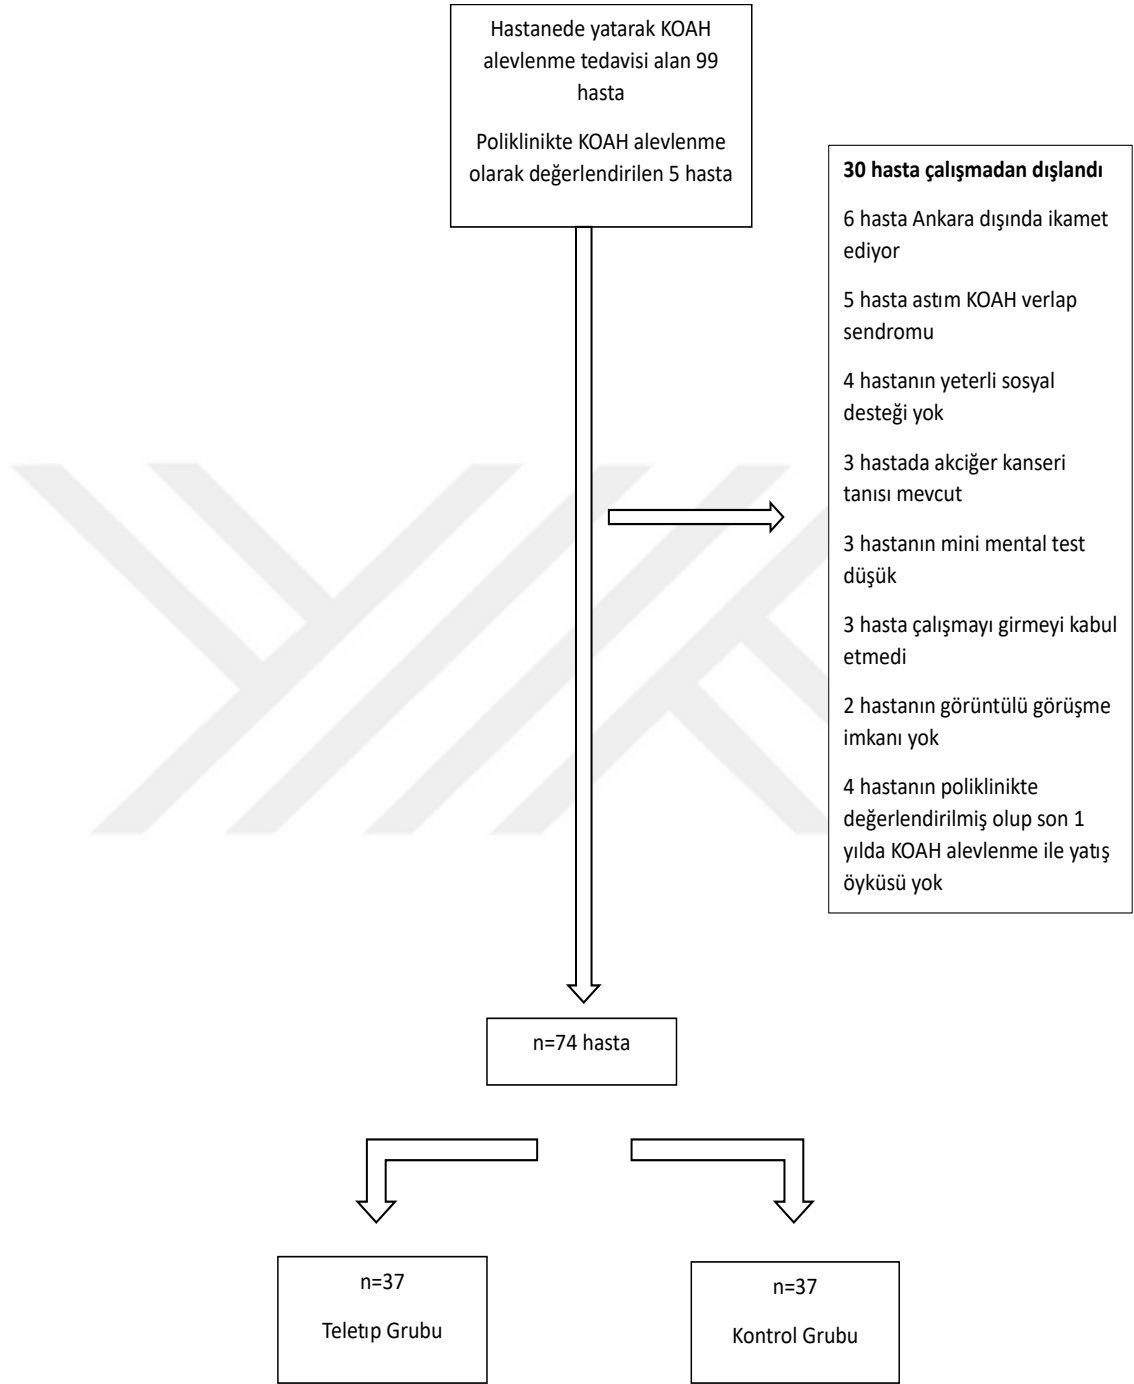 Hastanede yatarak KOAH
alevlenme tedavisi alan 99
hasta
Poliklinikte KOAH alevlenme
olarak değerlendirilen 5 hasta
30 hasta çalışmadan dışlandı
6 hasta Ankara dışında ikamet
ediyor
5 hasta astım KOAH verlap
sendromu
4 hastanın yeterli sosyal
desteği yok
3 hastada akciğer kanseri
tanısı mevcut
3 hastanın mini mental test
düşük
3 hasta çalışmayı girmeyi kabul
etmedi
2 hastanın görüntülü görüşme
imkanı yok
4 hastanın poliklinikte
değerlendirilmiş olup son 1
yılda KOAH alevlenme ile yatış
öyküsü yok
n=74 hasta
n=37
Teletıp Grubu
n=37
Kontrol Grubu